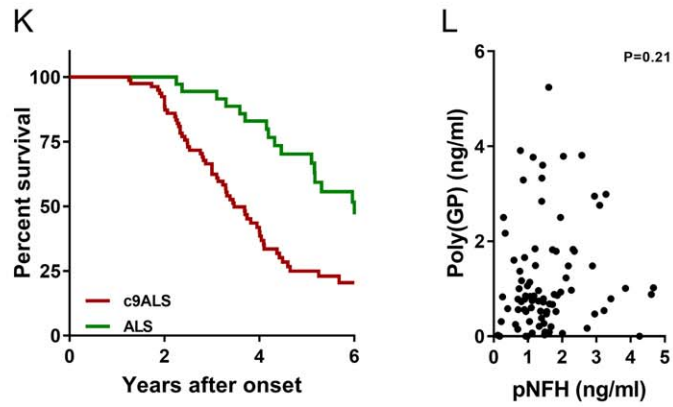 K
100
75
50
25
0
Percent survival
c9ALS
ALS
0 2 4 6
Years after onset
L
P=0.21
6
4
2
0
Poly(GP) (ng/ml)
0 1 2 3 4 5
pNFH (ng/ml)